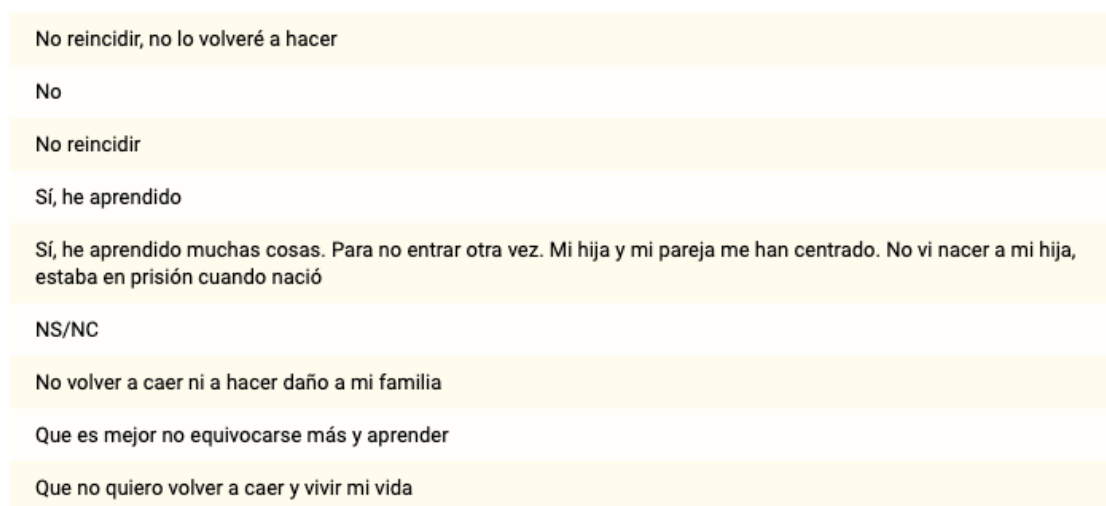 No reincidir, no lo volveré a hacer
No
No reincidir
Sí, he aprendido
Sí, he aprendido muchas cosas. Para no entrar otra vez. Mi hija y mi pareja me han centrado. No vi nacer a mi hija,
estaba en prisión cuando nació
NS/NC
No volver a caer ni a hacer daño a mi familia
Que es mejor no equivocarse más y aprender
Que no quiero volver a caer y vivir mi vida